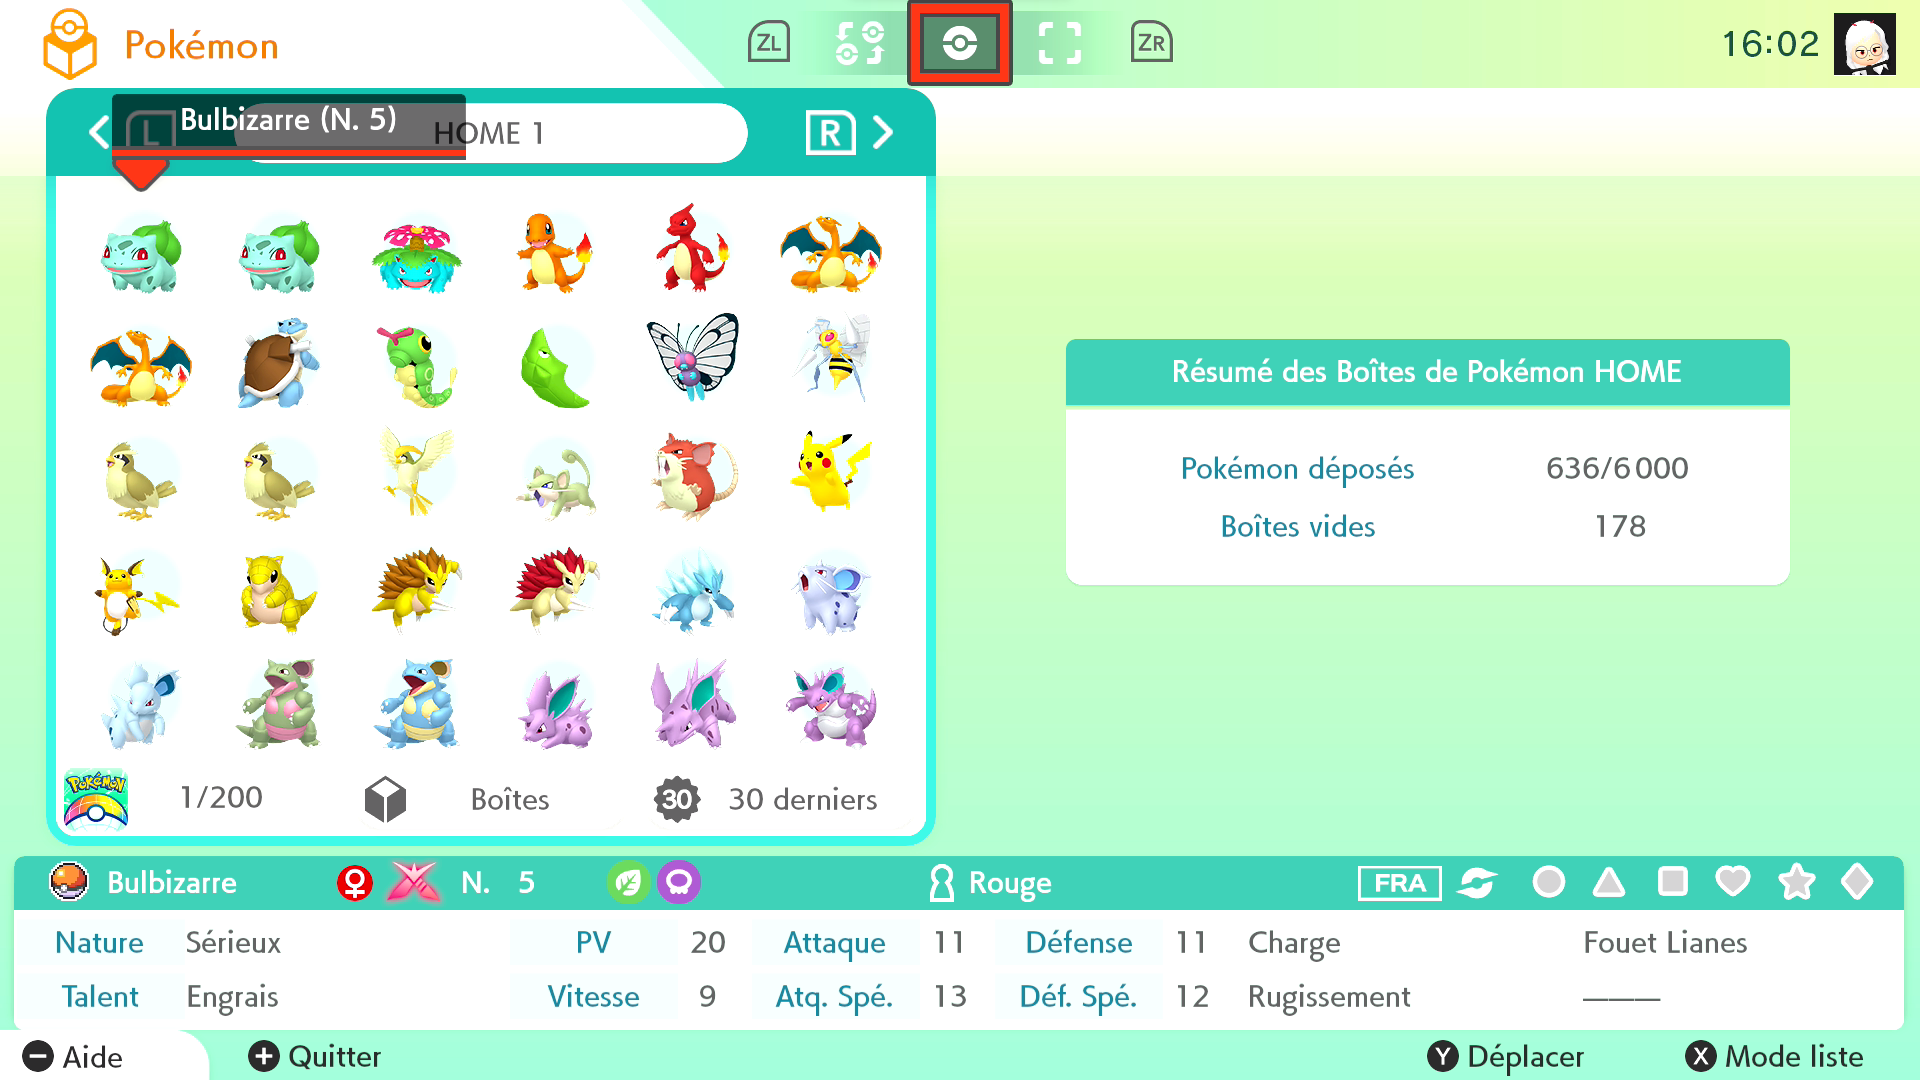 Pokémon
ZL
ZR
16:02
L
Bulbizarre (N. 5)
HOME 1
R
Résumé des Boîtes de Pokémon HOME
Pokémon déposés 636/6 000
Boîtes vides 178
POKÉMON
1/200
Boîtes
30
30 derniers
Bulbizarre ♀ N. 5
Rouge
FRA
Nature Sérieux PV 20 Attaque 11 Défense 11 Charge Fouet Lianes
Talent Engrais Vitesse 9 Atq. Spé. 13 Déf. Spé. 12 Rugissement ———
Aide
+ Quitter
Y Déplacer
X Mode liste